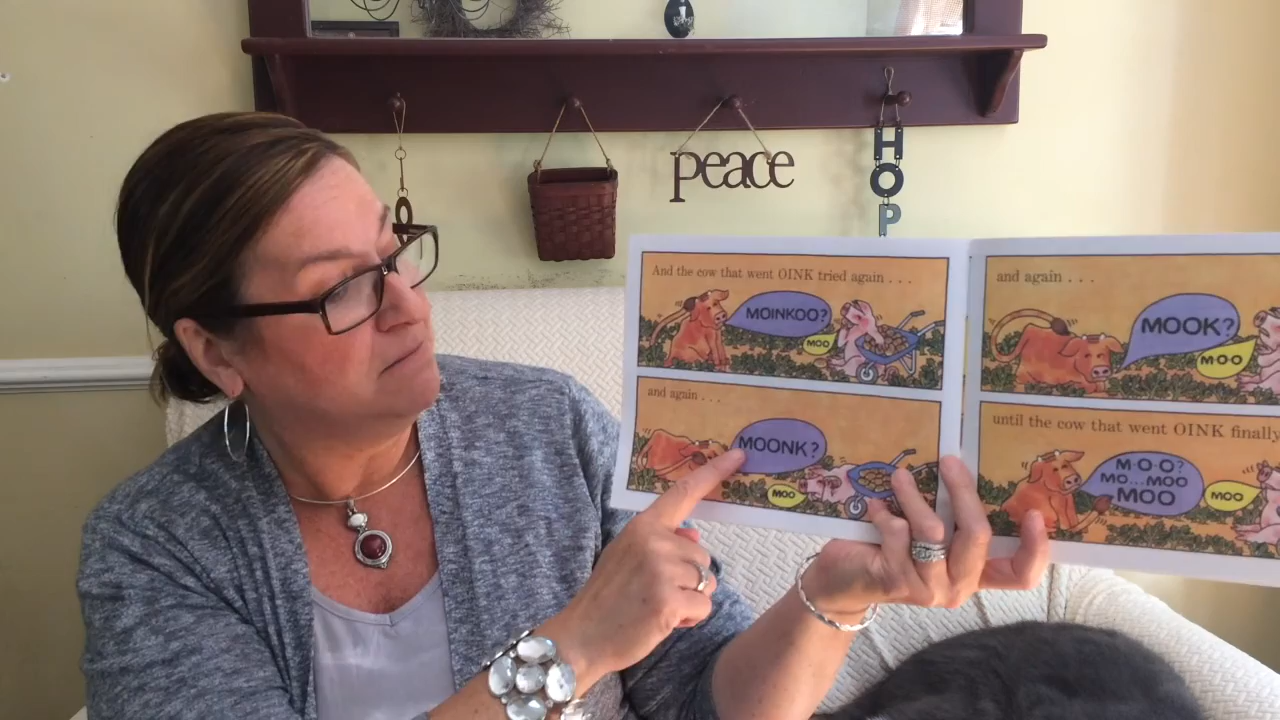 peace
HOP
And the cow that went OINK tried again . . .
MOINKOO?
MOO
and again . . .
MOONK?
MOO
and again . . .
MOOK?
M·O·O
until the cow that went OINK finally
M·O·O?
MO...MOO
MOO
MOO